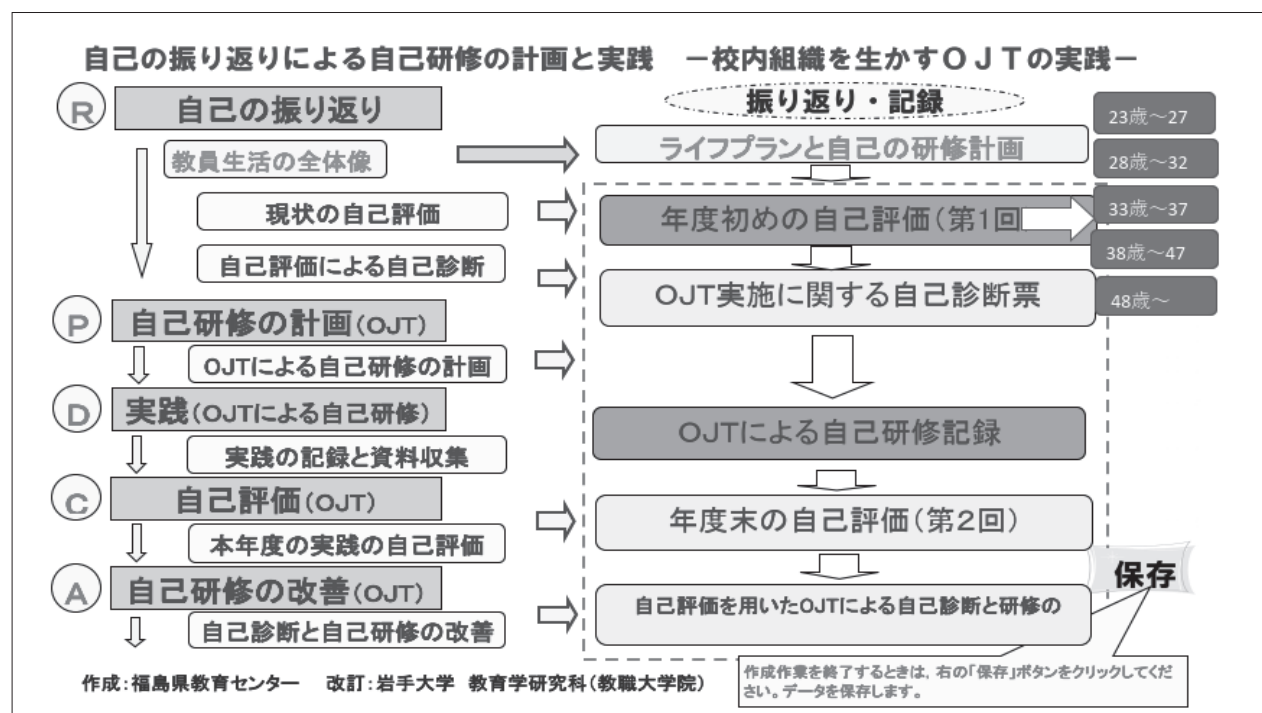 自己の振り返りによる自己研修の計画と実践 －校内組織を生かすＯＪＴの実践－
R 自己の振り返り
教員生活の全体像
現状の自己評価
自己評価による自己診断
P 自己研修の計画(OJT)
OJTによる自己研修の計画
D 実践(OJTによる自己研修)
実践の記録と資料収集
C 自己評価(OJT)
本年度の実践の自己評価
A 自己研修の改善(OJT)
自己診断と自己研修の改善
振り返り・記録
ライフプランと自己の研修計画
年度初めの自己評価(第1回
OJT実施に関する自己診断票
OJTによる自己研修記録
年度末の自己評価(第2回)
自己評価を用いたOJTによる自己診断と研修の
23歳～27
28歳～32
33歳～37
38歳～47
48歳～
保存
作成作業を終了するときは，右の｢保存｣ボタンをクリックしてくだ
さい。データを保存します。
作成：福島県教育センター 改訂：岩手大学 教育学研究科(教職大学院)